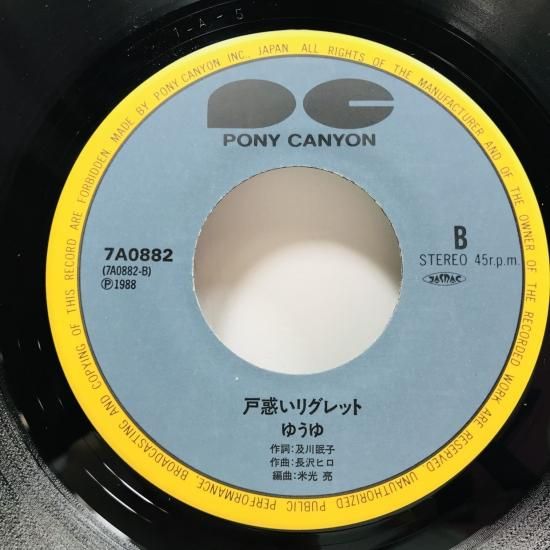 1-A-5
MADE BY PONY CANYON INC. JAPAN ALL RIGHTS OF THE MANUFACTURER AND OF THE OWNER OF THE RECORDED WORK ARE RESERVED UNAUTHORIZED PUBLIC PERFORMANCE, BROADCASTING AND COPYING OF THIS RECORD ARE FORBIDDEN.
PONY CANYON
7A0882
(7A0882-B)
Ⓟ1988
B
STEREO 45r.p.m.
戸惑いリグレット
ゆうゆ
作詞：及川眠子
作曲：長沢ヒロ
編曲：米光 亮